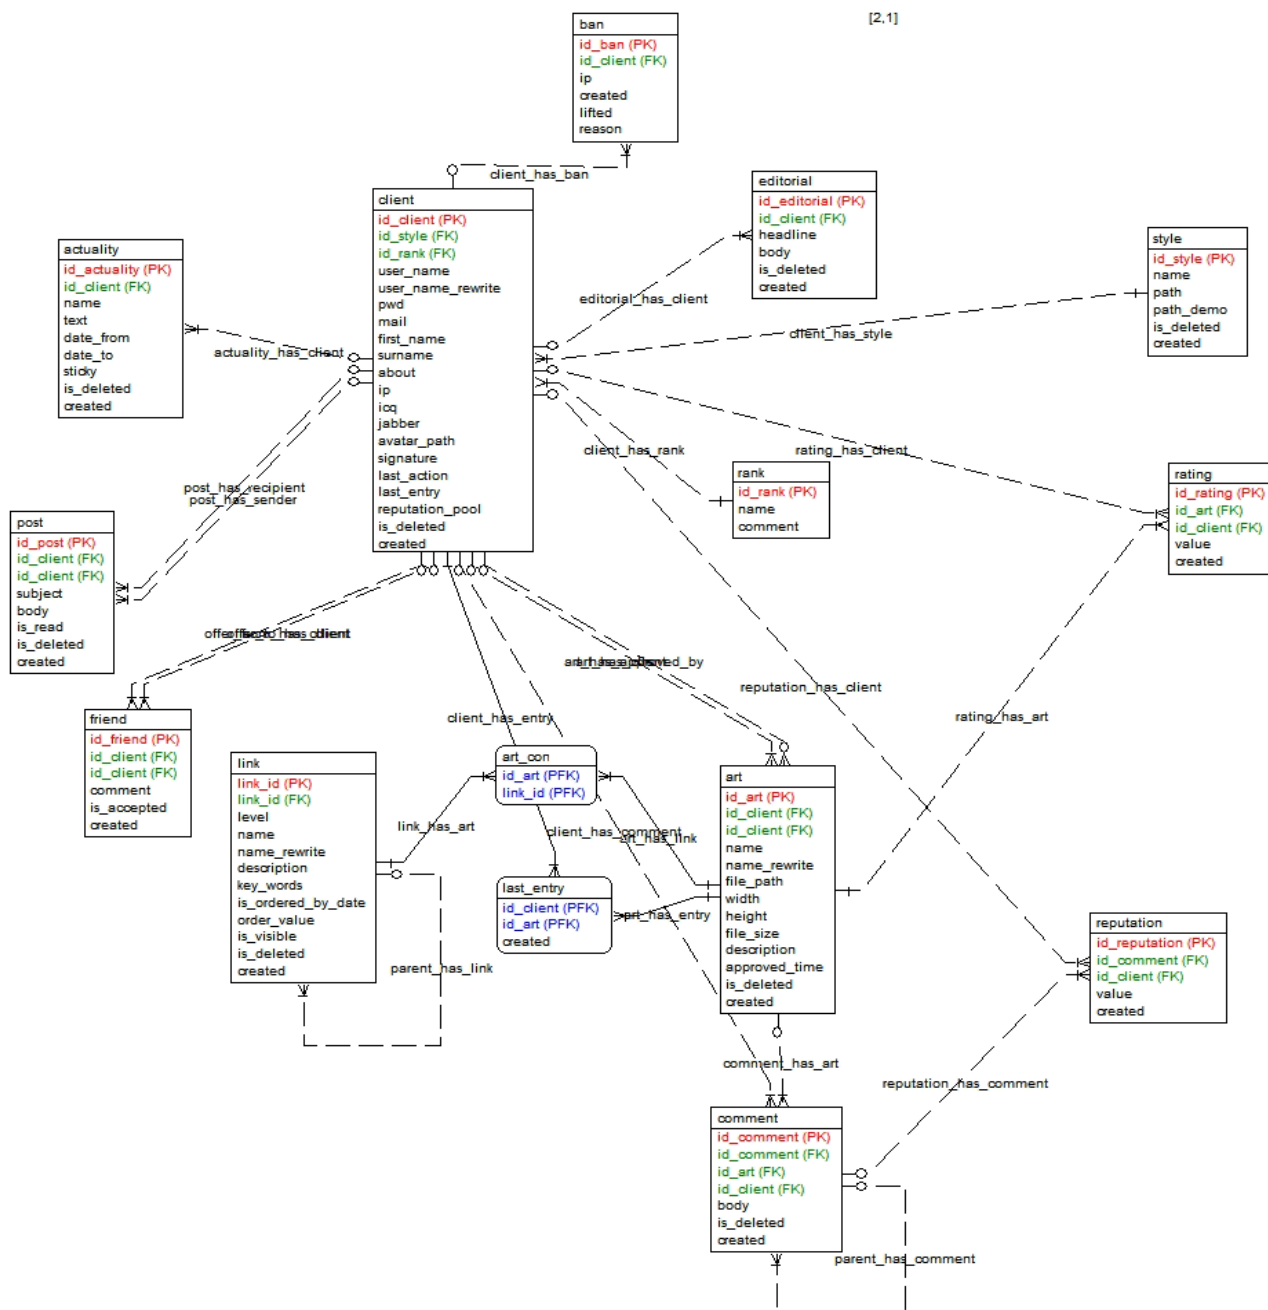 [2,1]
ban
id_ban (PK)
id_client (FK)
ip
created
lifted
reason
client_has_ban
client
id_client (PK)
id_style (FK)
id_rank (FK)
user_name
user_name_rewrite
pwd
mail
first_name
surname
about
ip
icq
jabber
avatar_path
signature
last_action
last_entry
reputation_pool
is_deleted
created
editorial
id_editorial (PK)
id_client (FK)
headline
body
is_deleted
created
editorial_has_client
style
id_style (PK)
name
path
path_demo
is_deleted
created
client_has_style
actuality
id_actuality (PK)
id_client (FK)
name
text
date_from
date_to
sticky
is_deleted
created
actuality_has_client
client_has_rank
rating_has_client
rank
id_rank (PK)
name
comment
rating
id_rating (PK)
id_art (FK)
id_client (FK)
value
created
post_has_recipient
post_has_sender
post
id_post (PK)
id_client (FK)
id_client (FK)
subject
body
is_read
is_deleted
created
reputation_has_client
rating_has_art
friend
id_friend (PK)
id_client (FK)
id_client (FK)
comment
is_accepted
created
client_has_entry
link
link_id (PK)
link_id (FK)
level
name
name_rewrite
description
key_words
is_ordered_by_date
order_value
is_visible
is_deleted
created
art_con
id_art (PFK)
link_id (PFK)
link_has_art
client_has_comment
art_has_link
art
id_art (PK)
id_client (FK)
id_client (FK)
name
name_rewrite
file_path
width
height
file_size
description
approved_time
is_deleted
created
last_entry
id_client (PFK)
id_art (PFK)
created
art_has_entry
parent_has_link
reputation
id_reputation (PK)
id_comment (FK)
id_client (FK)
value
created
comment_has_art
reputation_has_comment
comment
id_comment (PK)
id_comment (FK)
id_art (FK)
id_client (FK)
body
is_deleted
created
parent_has_comment